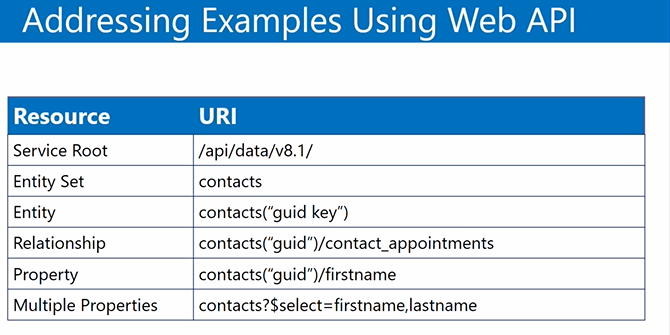 Addressing Examples Using Web API
Resource URI
Service Root /api/data/v8.1/
Entity Set contacts
Entity contacts(“guid key”)
Relationship contacts(“guid”)/contact_appointments
Property contacts(“guid”)/firstname
Multiple Properties contacts?$select=firstname,lastname